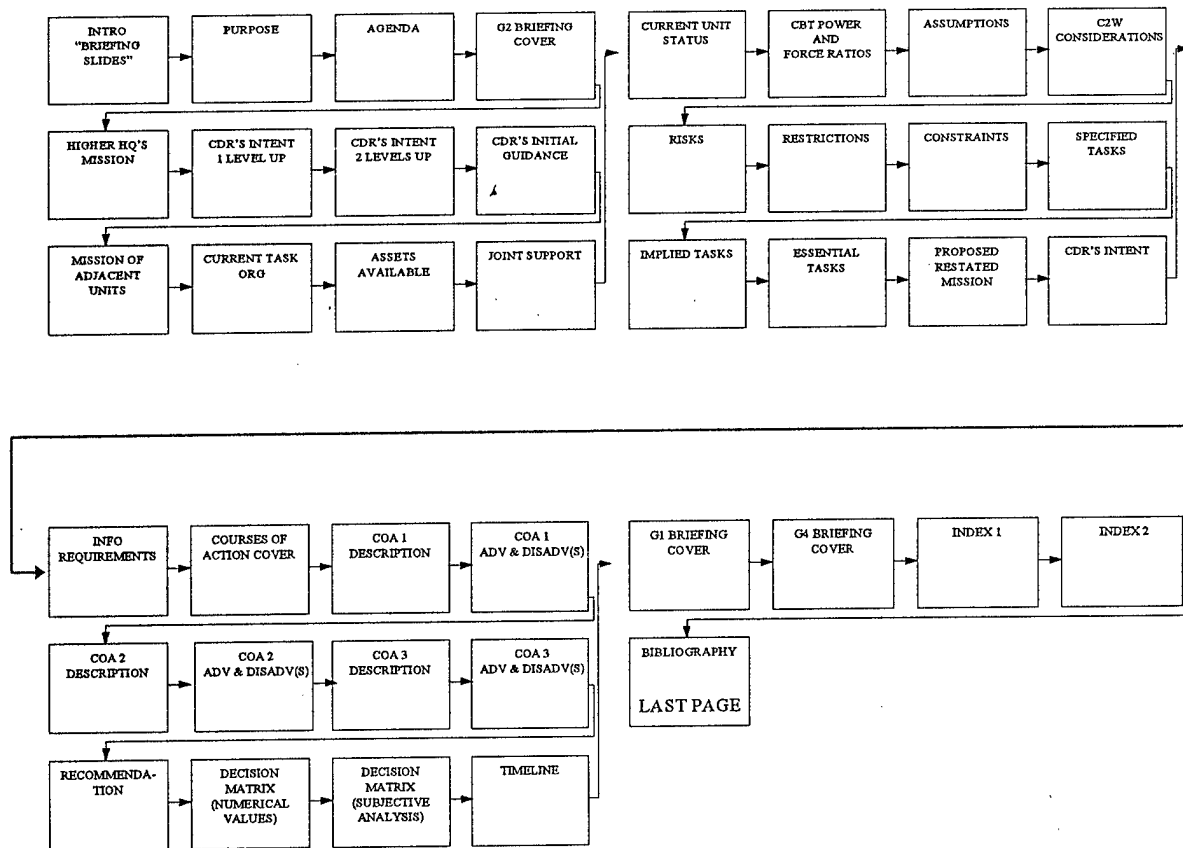 INTRO
"BRIEFING
SLIDES"
PURPOSE
AGENDA
G2 BRIEFING
COVER
HIGHER HQ'S
MISSION
CDR'S INTENT
1 LEVEL UP
CDR'S INTENT
2 LEVELS UP
CDR'S INITIAL
GUIDANCE
MISSION OF
ADJACENT
UNITS
CURRENT TASK
ORG
ASSETS
AVAILABLE
JOINT SUPPORT
CURRENT UNIT
STATUS
CBT POWER
AND
FORCE RATIOS
ASSUMPTIONS
C2W
CONSIDERATIONS
RISKS
RESTRICTIONS
CONSTRAINTS
SPECIFIED
TASKS
IMPLIED TASKS
ESSENTIAL
TASKS
PROPOSED
RESTATED
MISSION
CDR'S INTENT
INFO
REQUIREMENTS
COURSES OF
ACTION COVER
COA 1
DESCRIPTION
COA 1
ADV & DISADV(S)
COA 2
DESCRIPTION
COA 2
ADV & DISADV(S)
COA 3
DESCRIPTION
COA 3
ADV & DISADV(S)
RECOMMENDA-
TION
DECISION
MATRIX
(NUMERICAL
VALUES)
DECISION
MATRIX
(SUBJECTIVE
ANALYSIS)
TIMELINE
G1 BRIEFING
COVER
G4 BRIEFING
COVER
INDEX 1
INDEX 2
BIBLIOGRAPHY
LAST PAGE